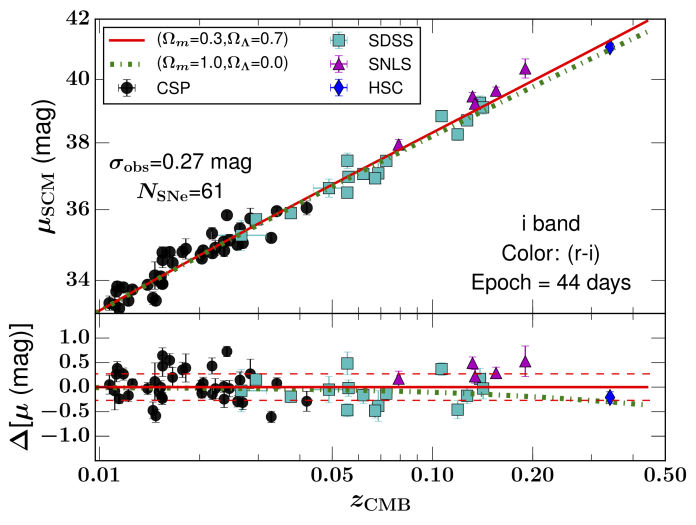 42
40
38
36
34
μSCM (mag)
(Ωm=0.3,ΩΛ=0.7)
(Ωm=1.0,ΩΛ=0.0)
CSP
SDSS
SNLS
HSC
σobs=0.27 mag
NSNe=61
i band
Color: (r-i)
Epoch = 44 days
1.0
0.5
0.0
−0.5
−1.0
Δ[μ (mag)]
0.01 0.05 0.10 0.20 0.50
zCMB